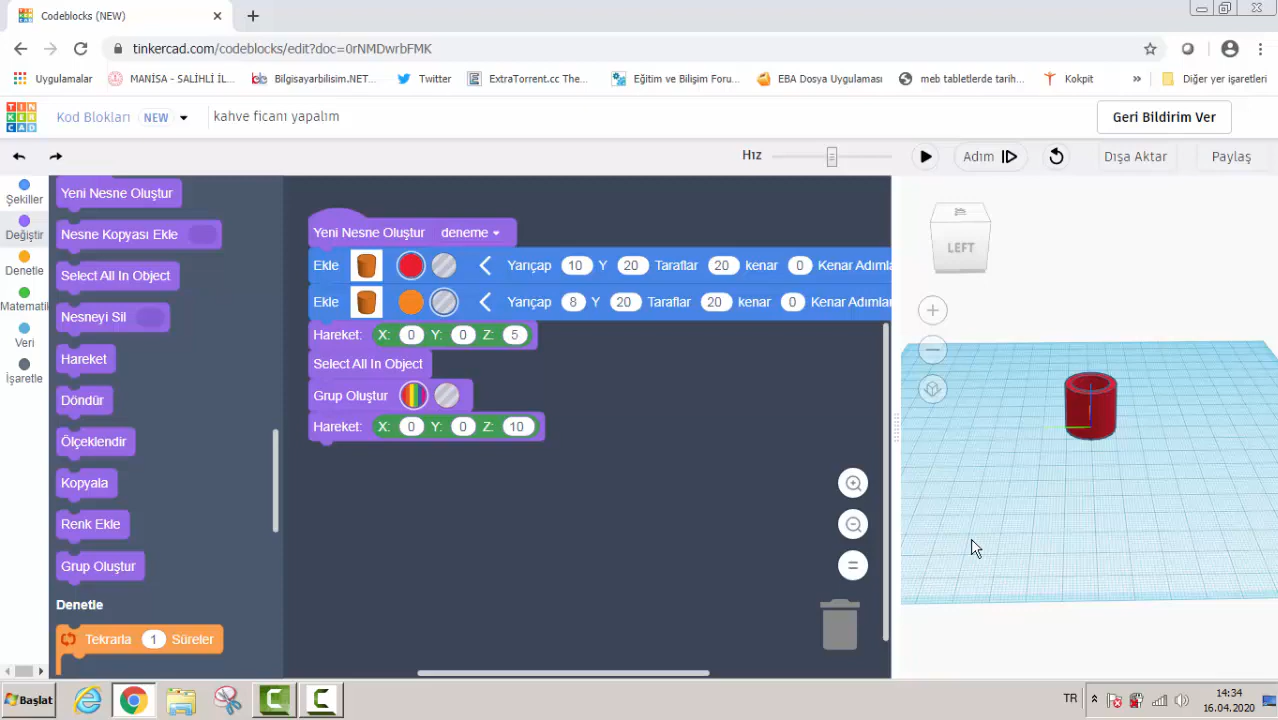 Codeblocks (NEW)
tinkercad.com/codeblocks/edit?doc=0rNMDwrbFMK
Uygulamalar
MANİSA - SALİHLİ İL...
Bilgisayarbilisim.NET...
Twitter
ExtraTorrent.cc The...
Eğitim ve Bilişim Foru...
EBA Dosya Uygulaması
meb tabletlerde tarih...
Kokpit
»
Diğer yer işaretleri
TIN
KER
CAD
Kod Blokları NEW
kahve ficanı yapalım
Geri Bildirim Ver
Hız
Adım
Dışa Aktar
Paylaş
Şekiller
Değiştir
Denetle
Matematik
Veri
İşaretle
Yeni Nesne Oluştur
Nesne Kopyası Ekle
Select All In Object
Nesneyi Sil
Hareket
Döndür
Ölçeklendir
Kopyala
Renk Ekle
Grup Oluştur
Denetle
Tekrarla 1 Süreler
Yeni Nesne Oluştur deneme
Ekle Yarıçap 10 Y 20 Taraflar 20 kenar 0 Kenar Adımla
Ekle Yarıçap 8 Y 20 Taraflar 20 kenar 0 Kenar Adımla
Hareket: X: 0 Y: 0 Z: 5
Select All In Object
Grup Oluştur
Hareket: X: 0 Y: 0 Z: 10
LEFT
Başlat
TR
14:34
16.04.2020